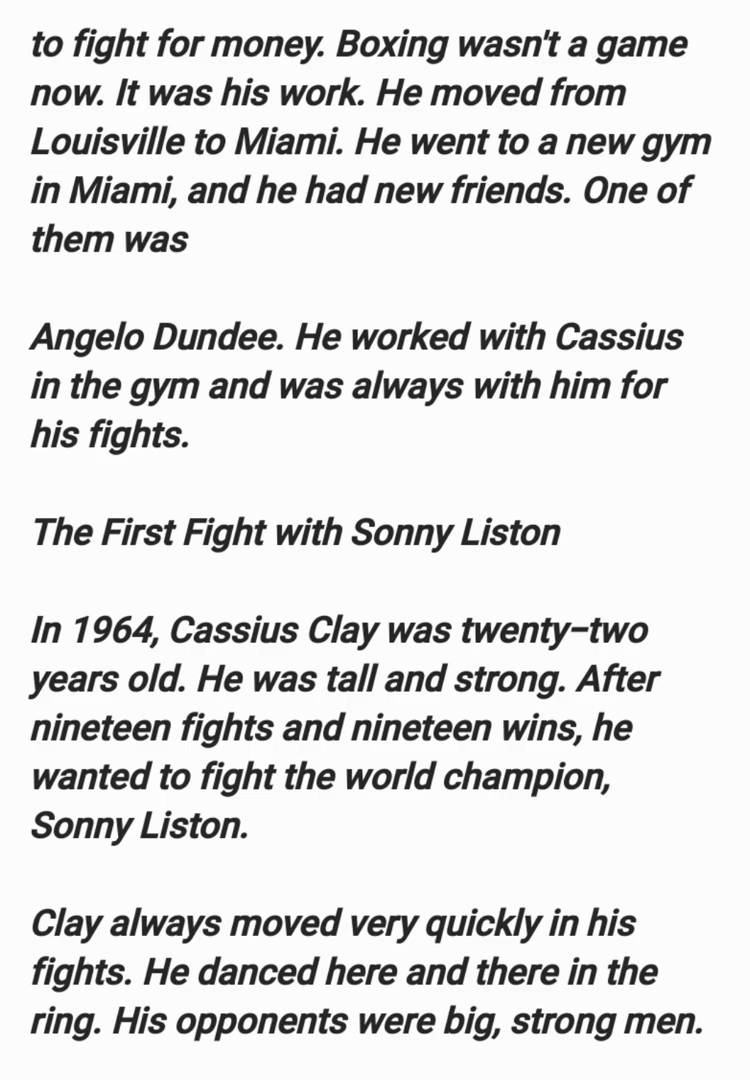 to fight for money. Boxing wasn't a game
now. It was his work. He moved from
Louisville to Miami. He went to a new gym
in Miami, and he had new friends. One of
them was
Angelo Dundee. He worked with Cassius
in the gym and was always with him for
his fights.
The First Fight with Sonny Liston
In 1964, Cassius Clay was twenty–two
years old. He was tall and strong. After
nineteen fights and nineteen wins, he
wanted to fight the world champion,
Sonny Liston.
Clay always moved very quickly in his
fights. He danced here and there in the
ring. His opponents were big, strong men.